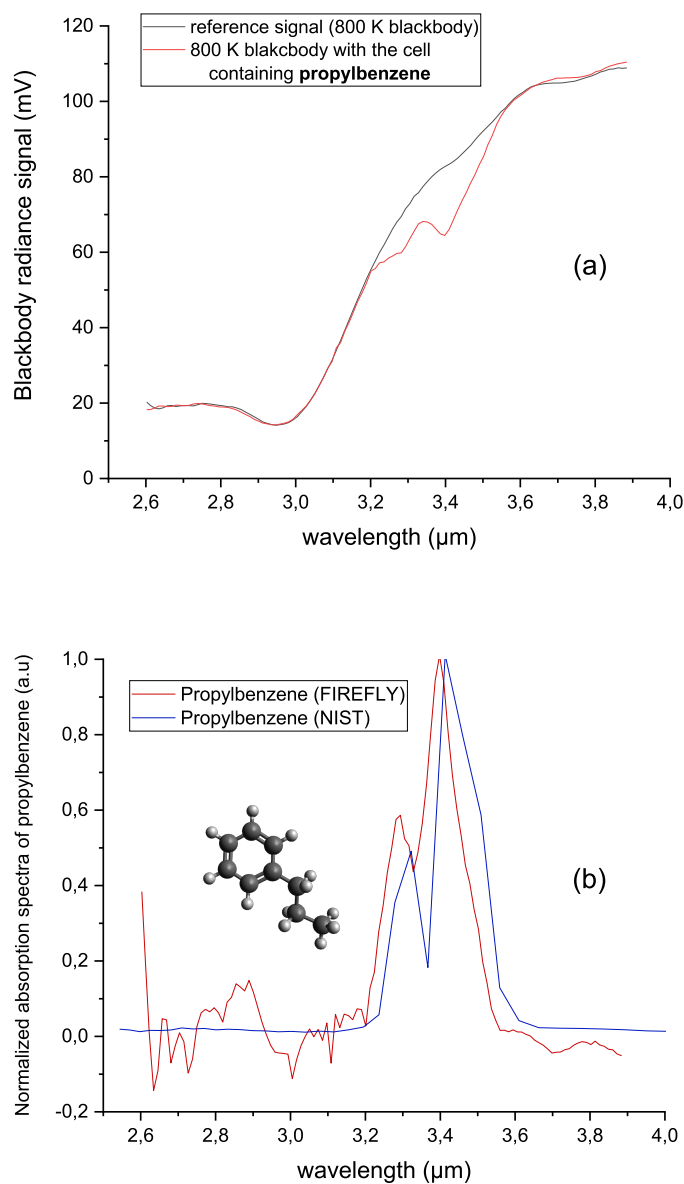 120
100
80
60
40
20
0
Blackbody radiance signal (mV)
reference signal (800 K blackbody)
800 K blakcbody with the cell
containing propylbenzene
(a)
2,6 2,8 3,0 3,2 3,4 3,6 3,8 4,0
wavelength (µm)
1,0
0,8
0,6
0,4
0,2
0,0
-0,2
Normalized absorption spectra of propylbenzene (a.u)
Propylbenzene (FIREFLY)
Propylbenzene (NIST)
(b)
2,6 2,8 3,0 3,2 3,4 3,6 3,8 4,0
wavelength (µm)